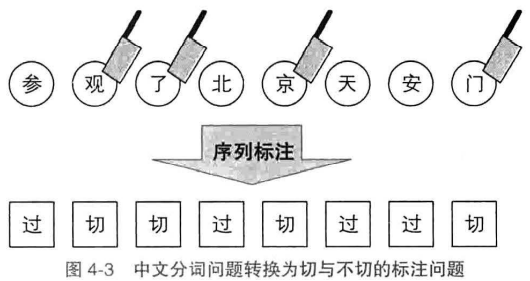 参 观 了 北 京 天 安 门
序列标注
过 切 切 过 切 过 过 切
图 4-3 中文分词问题转换为切与不切的标注问题